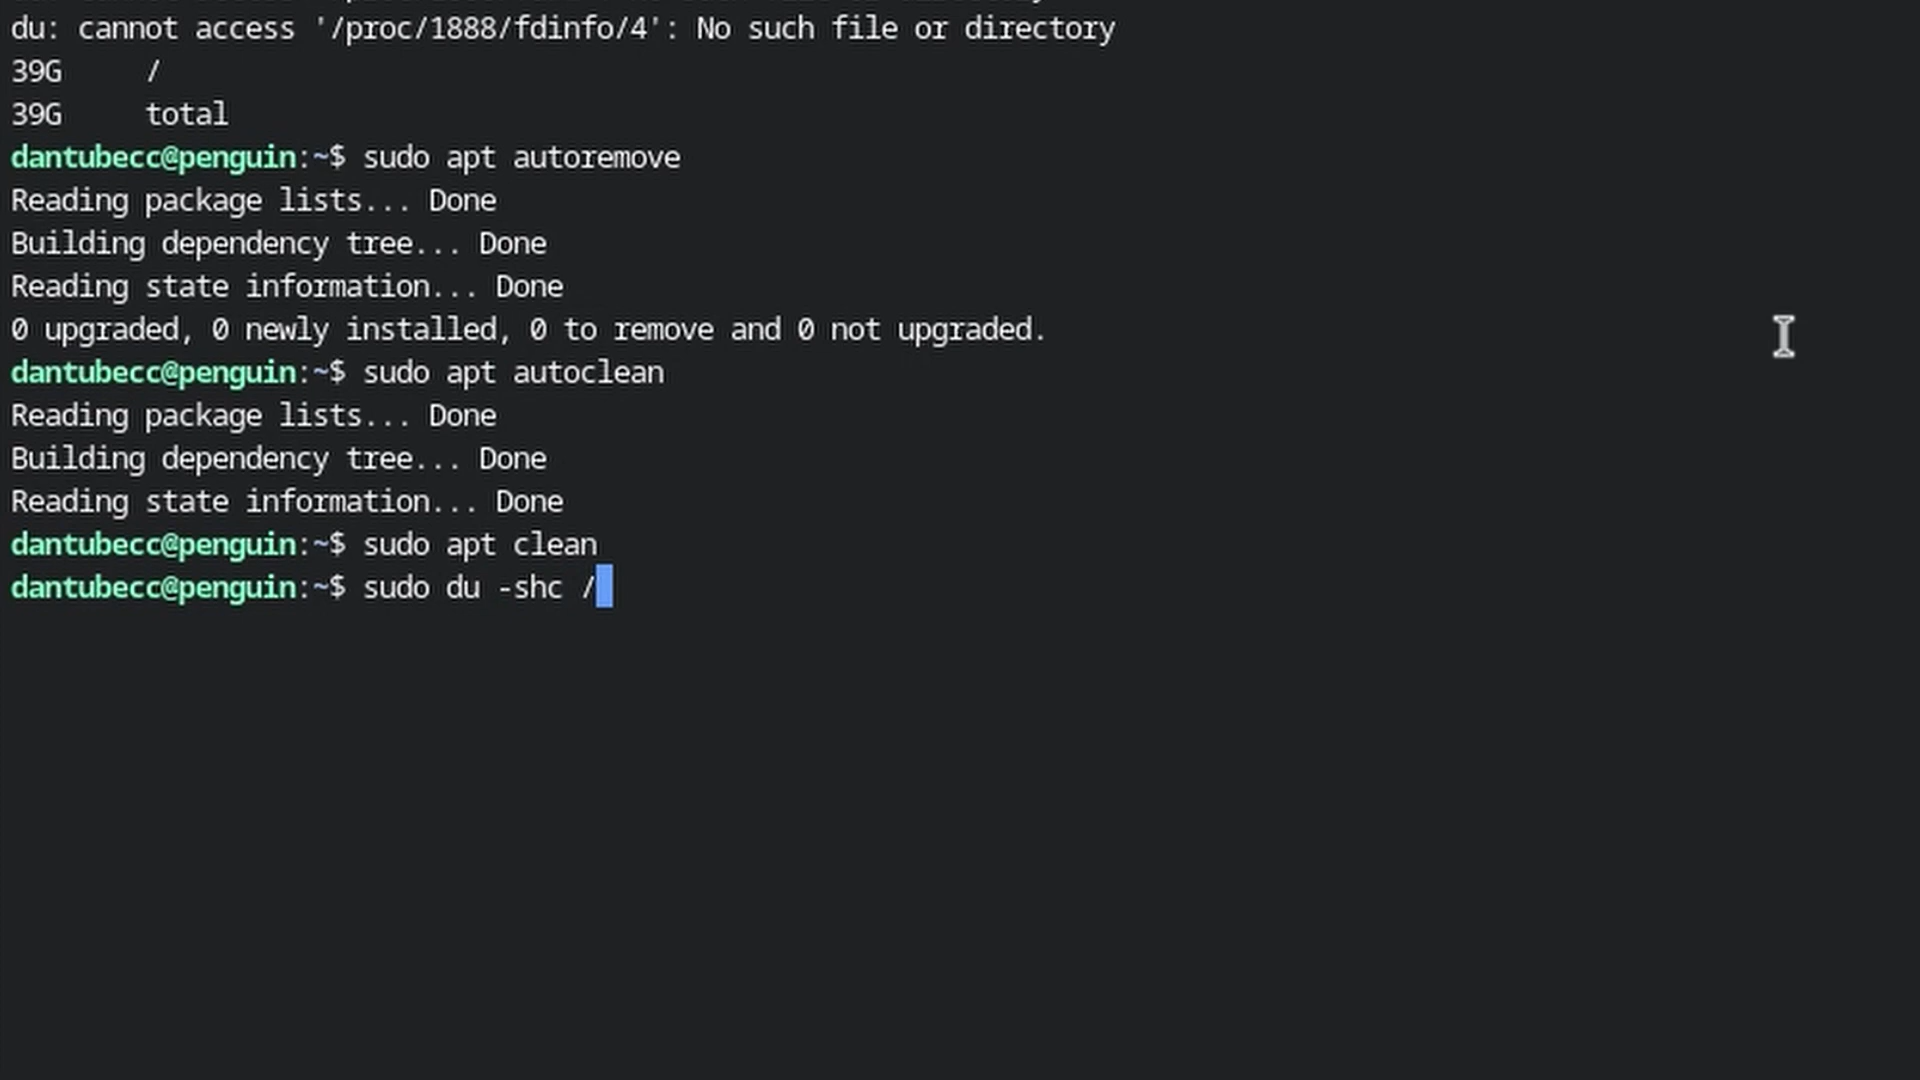 du: cannot access '/proc/1888/fdinfo/4': No such file or directory
39G     /
39G     total
dantubecc@penguin:~$ sudo apt autoremove
Reading package lists... Done
Building dependency tree... Done
Reading state information... Done
0 upgraded, 0 newly installed, 0 to remove and 0 not upgraded.
dantubecc@penguin:~$ sudo apt autoclean
Reading package lists... Done
Building dependency tree... Done
Reading state information... Done
dantubecc@penguin:~$ sudo apt clean
dantubecc@penguin:~$ sudo du -shc /